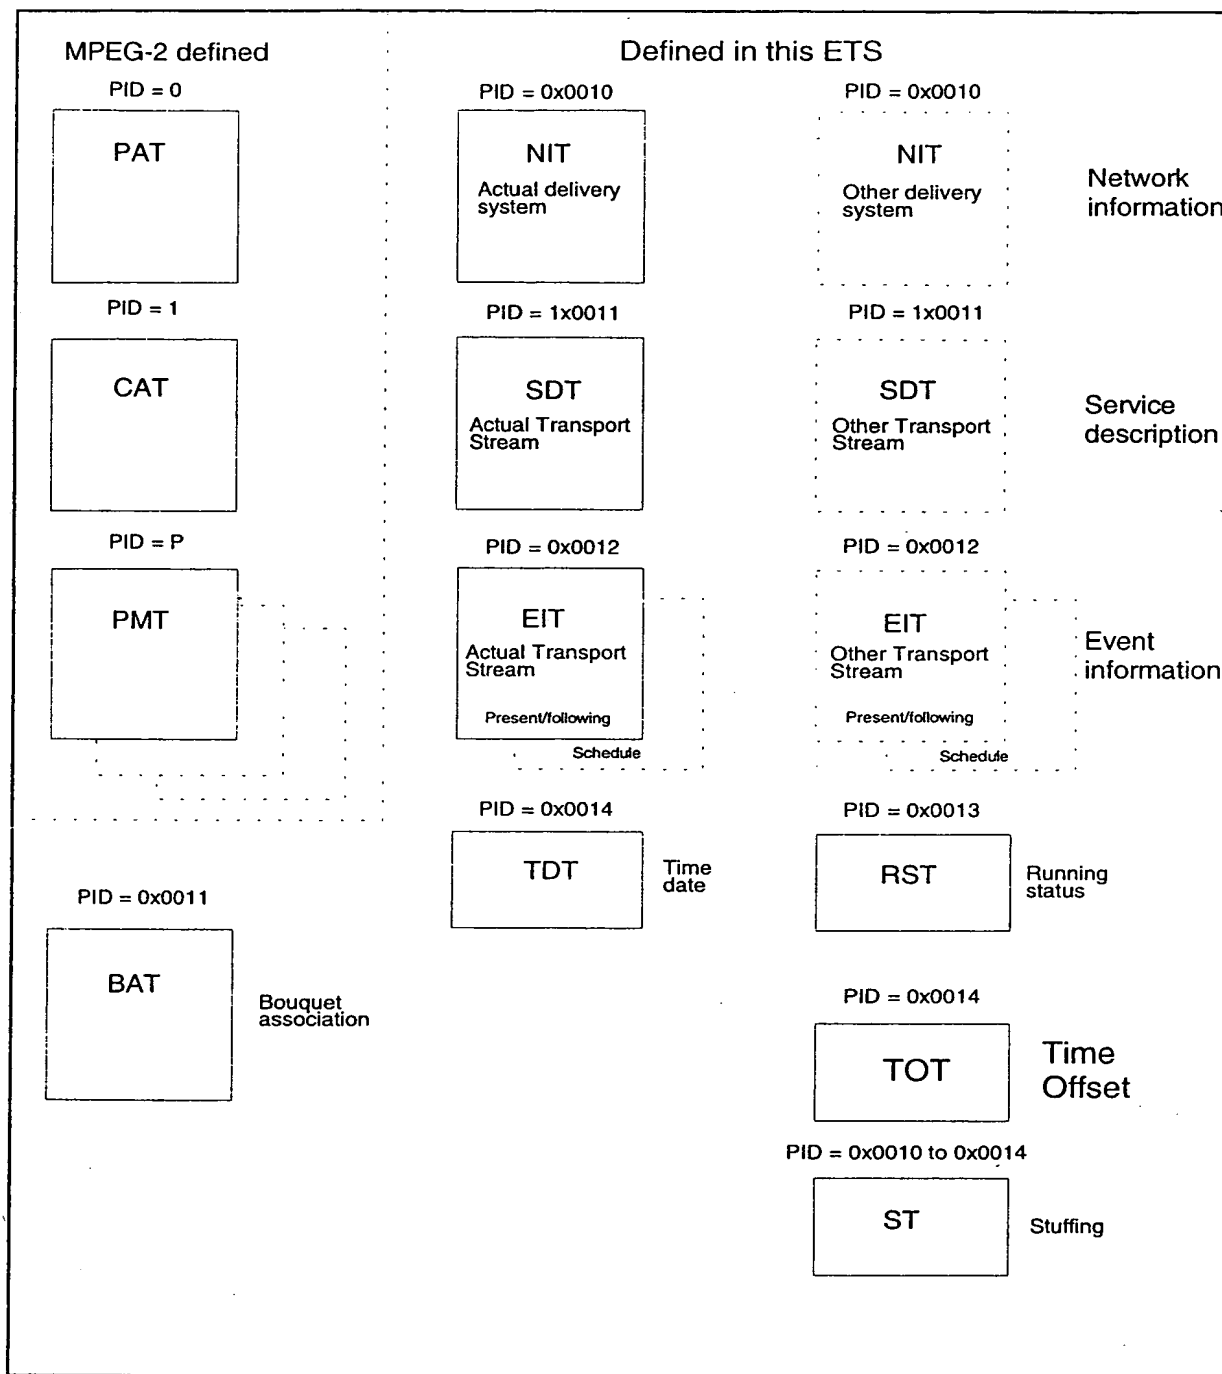 MPEG-2 defined
Defined in this ETS
PID = 0
PAT
PID = 0x0010
NIT
Actual delivery
system
PID = 0x0010
NIT
Other delivery
system
Network
information
PID = 1
CAT
PID = 1x0011
SDT
Actual Transport
Stream
PID = 1x0011
SDT
Other Transport
Stream
Service
description
PID = P
PMT
PID = 0x0012
EIT
Actual Transport
Stream
Present/following
Schedule
PID = 0x0012
EIT
Other Transport
Stream
Present/following
Schedule
Event
information
PID = 0x0014
TDT
Time
date
PID = 0x0013
RST
Running
status
PID = 0x0011
BAT
Bouquet
association
PID = 0x0014
TOT
Time
Offset
PID = 0x0010 to 0x0014
ST
Stuffing